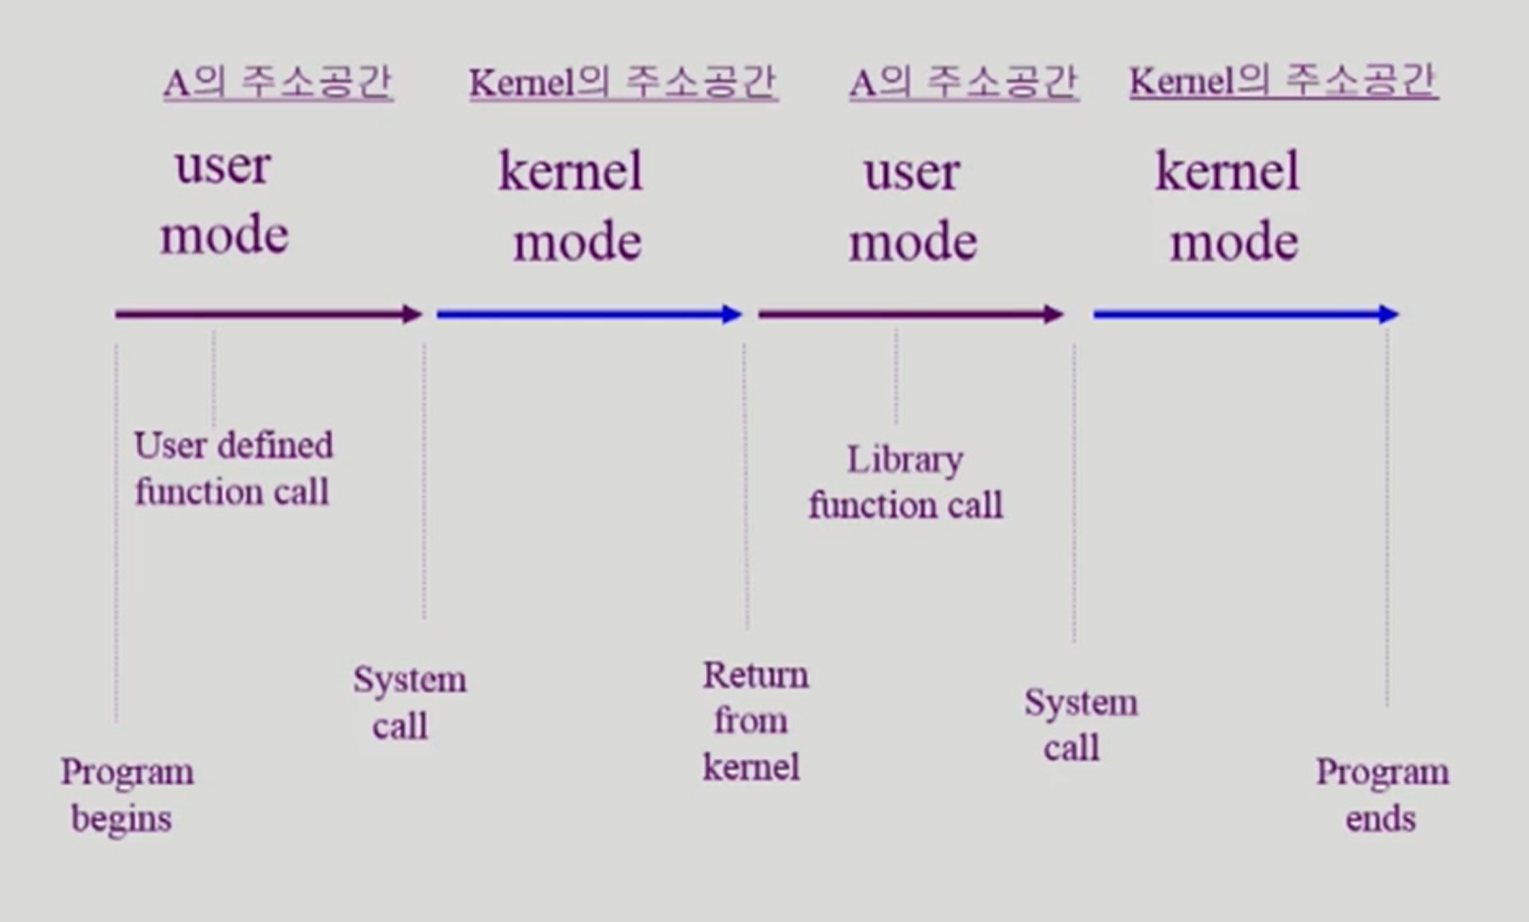 A의 주소공간
Kernel의 주소공간
A의 주소공간
Kernel의 주소공간
user
mode
kernel
mode
user
mode
kernel
mode
User defined
function call
Library
function call
System
call
Return
from
kernel
System
call
Program
begins
Program
ends